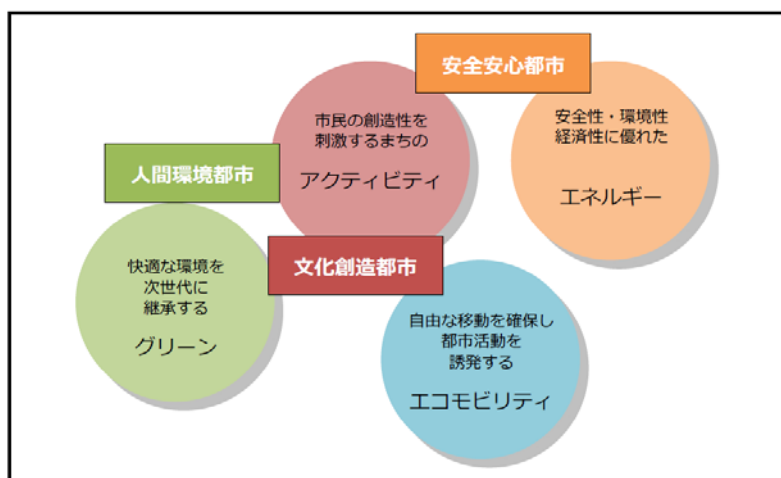 安全安心都市
市民の創造性を
刺激するまちの
アクティビティ
安全性・環境性
経済性に優れた
エネルギー
人間環境都市
快適な環境を
次世代に
継承する
グリーン
文化創造都市
自由な移動を確保し
都市活動を
誘発する
エコモビリティ